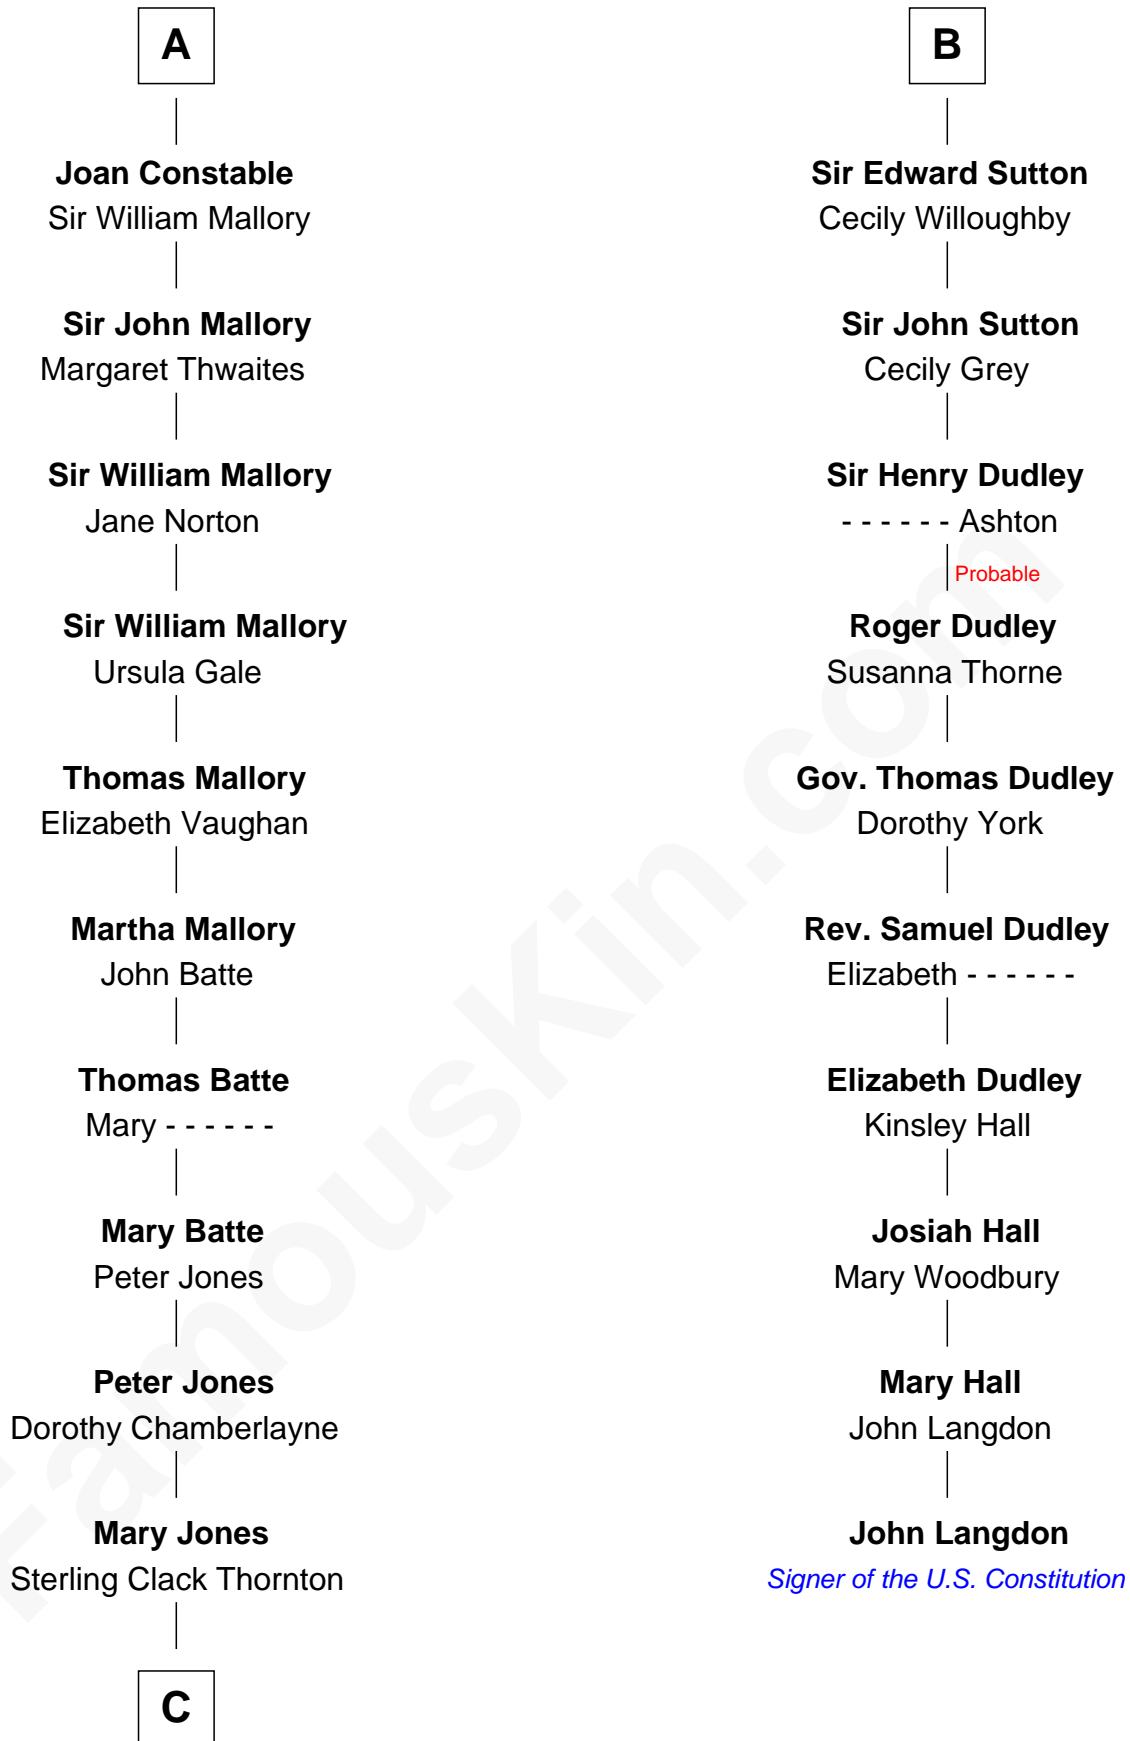 A
Joan Constable
Sir William Mallory
Sir John Mallory
Margaret Thwaites
Sir William Mallory
Jane Norton
Sir William Mallory
Ursula Gale
Thomas Mallory
Elizabeth Vaughan
Martha Mallory
John Batte
Thomas Batte
Mary - - - - - -
Mary Batte
Peter Jones
Peter Jones
Dorothy Chamberlayne
Mary Jones
Sterling Clack Thornton
C
B
Sir Edward Sutton
Cecily Willoughby
Sir John Sutton
Cecily Grey
Sir Henry Dudley
- - - - - - Ashton
Probable
Roger Dudley
Susanna Thorne
Gov. Thomas Dudley
Dorothy York
Rev. Samuel Dudley
Elizabeth - - - - - -
Elizabeth Dudley
Kinsley Hall
Josiah Hall
Mary Woodbury
Mary Hall
John Langdon
John Langdon
Signer of the U.S. Constitution
FamousKin.com